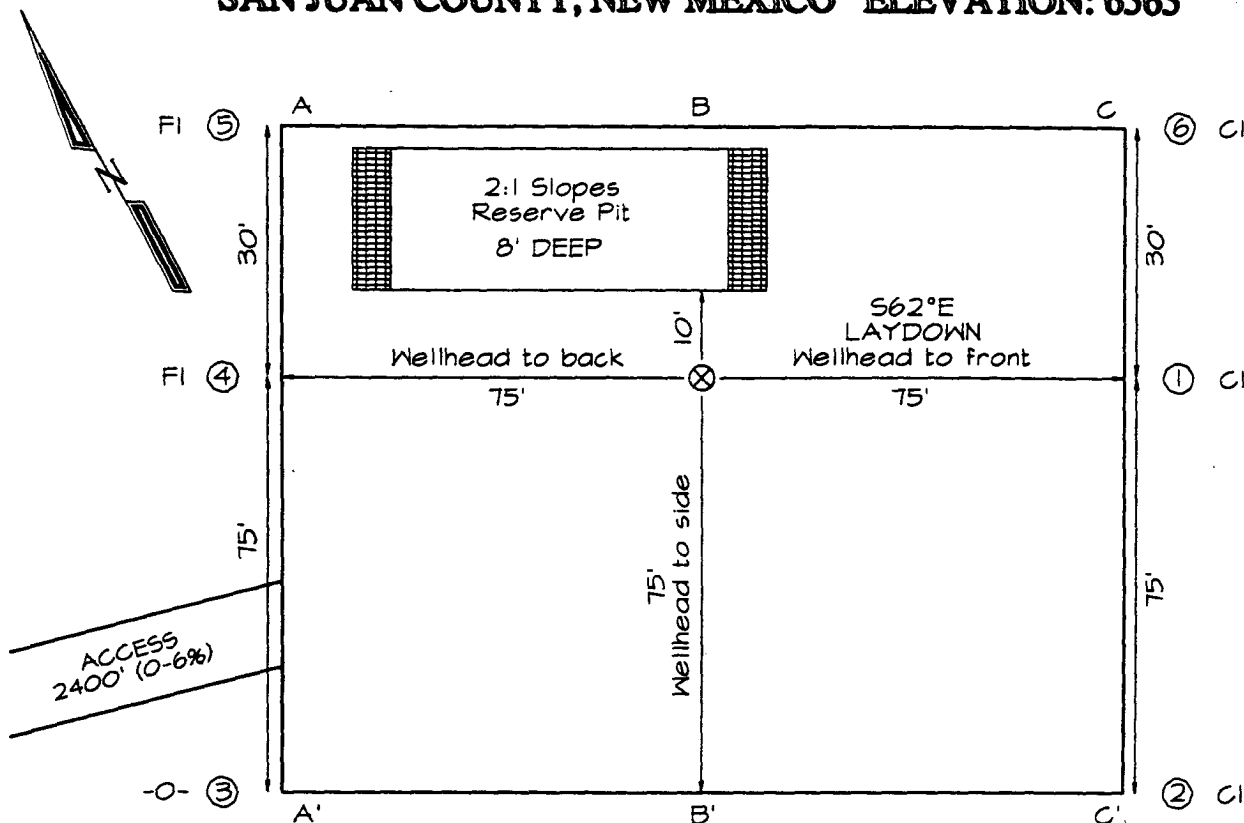 SAN JUAN COUNTY, NEW MEXICO ELEVATION: 6363'
A B C
F1 ⑤
⑥ C1
N
2:1 Slopes
Reserve Pit
8' DEEP
30'
30'
10'
S62°E
LAYDOWN
Wellhead to back
Wellhead to front
F1 ④
① C1
75'
75'
75'
75'
75'
Wellhead to side
ACCESS
2400' (0-6%)
-0- ③
② C1
A' B' C'